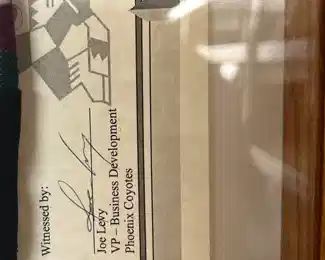 Witnessed by:
Joe Levy
VP – Business Development
Phoenix Coyotes